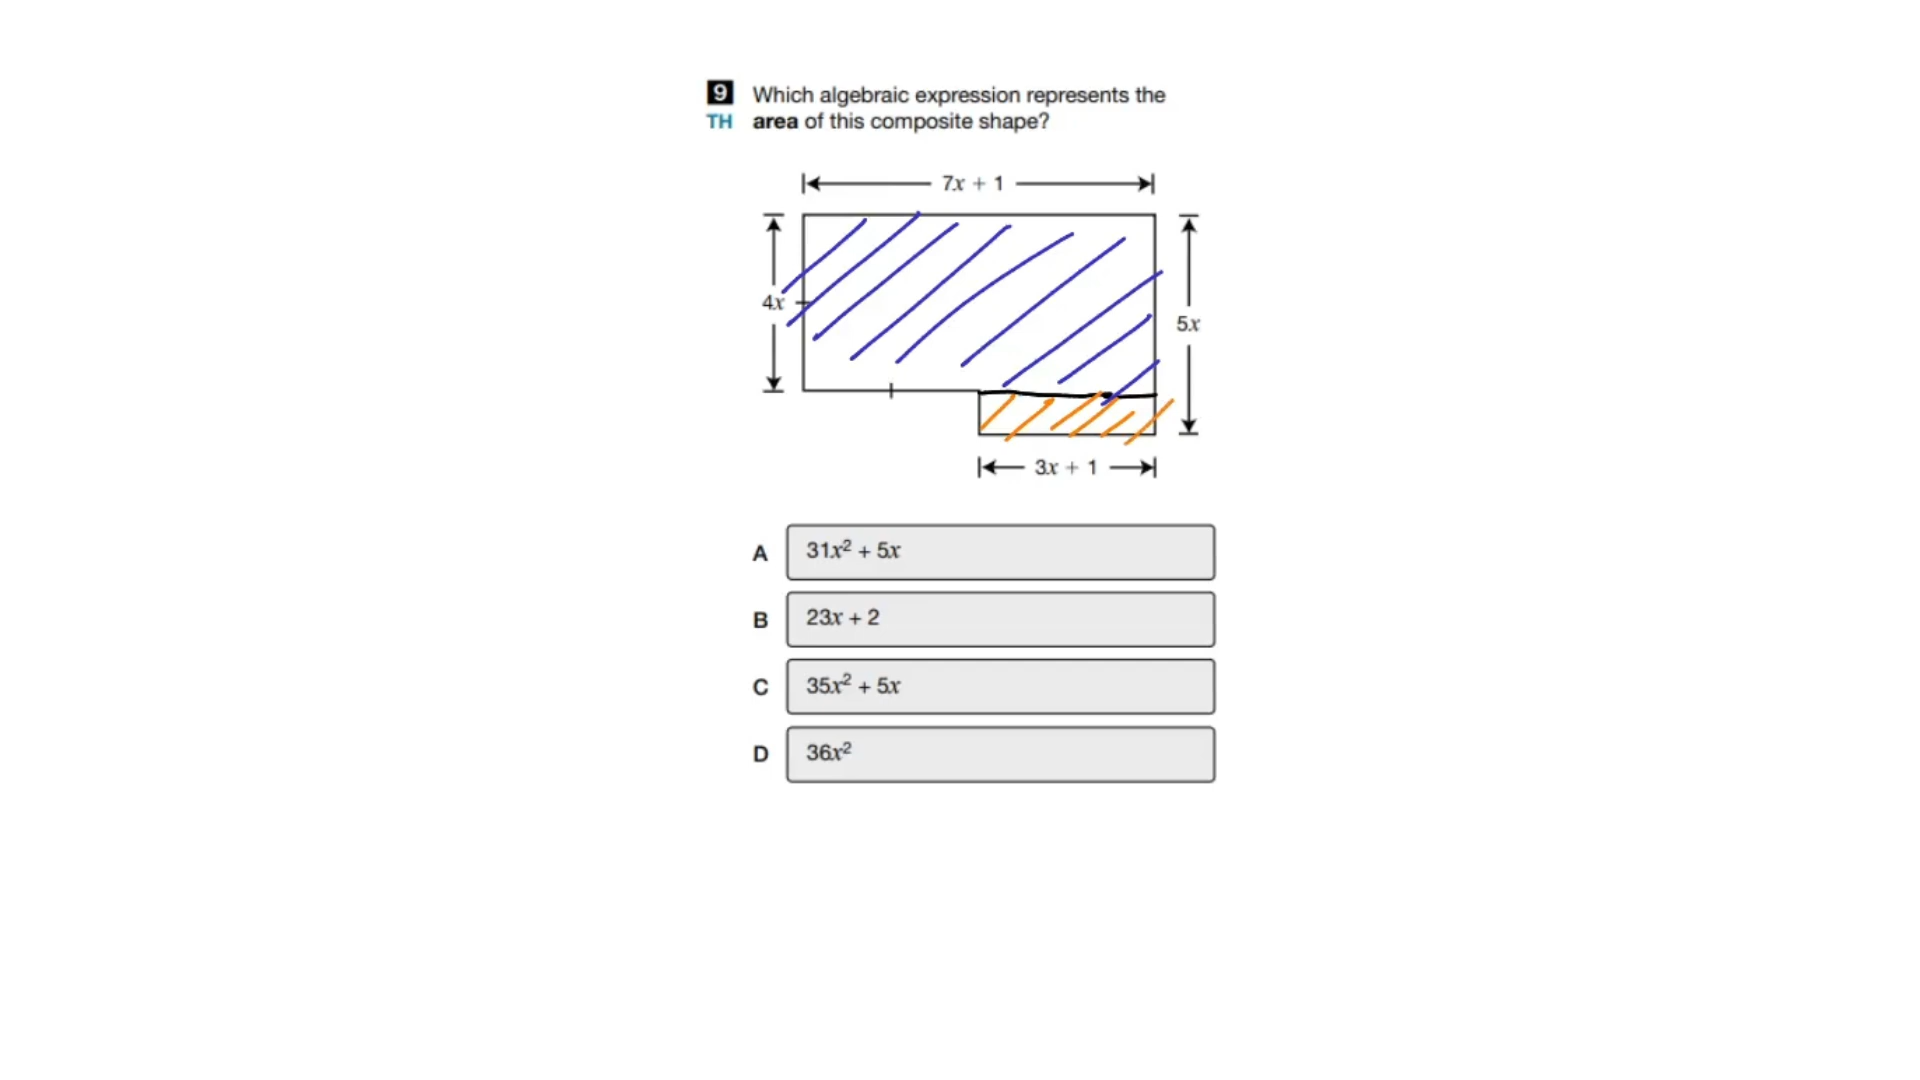 9 Which algebraic expression represents the
TH area of this composite shape?
7x + 1
4x
5x
3x + 1
A 31x² + 5x
B 23x + 2
C 35x² + 5x
D 36x²